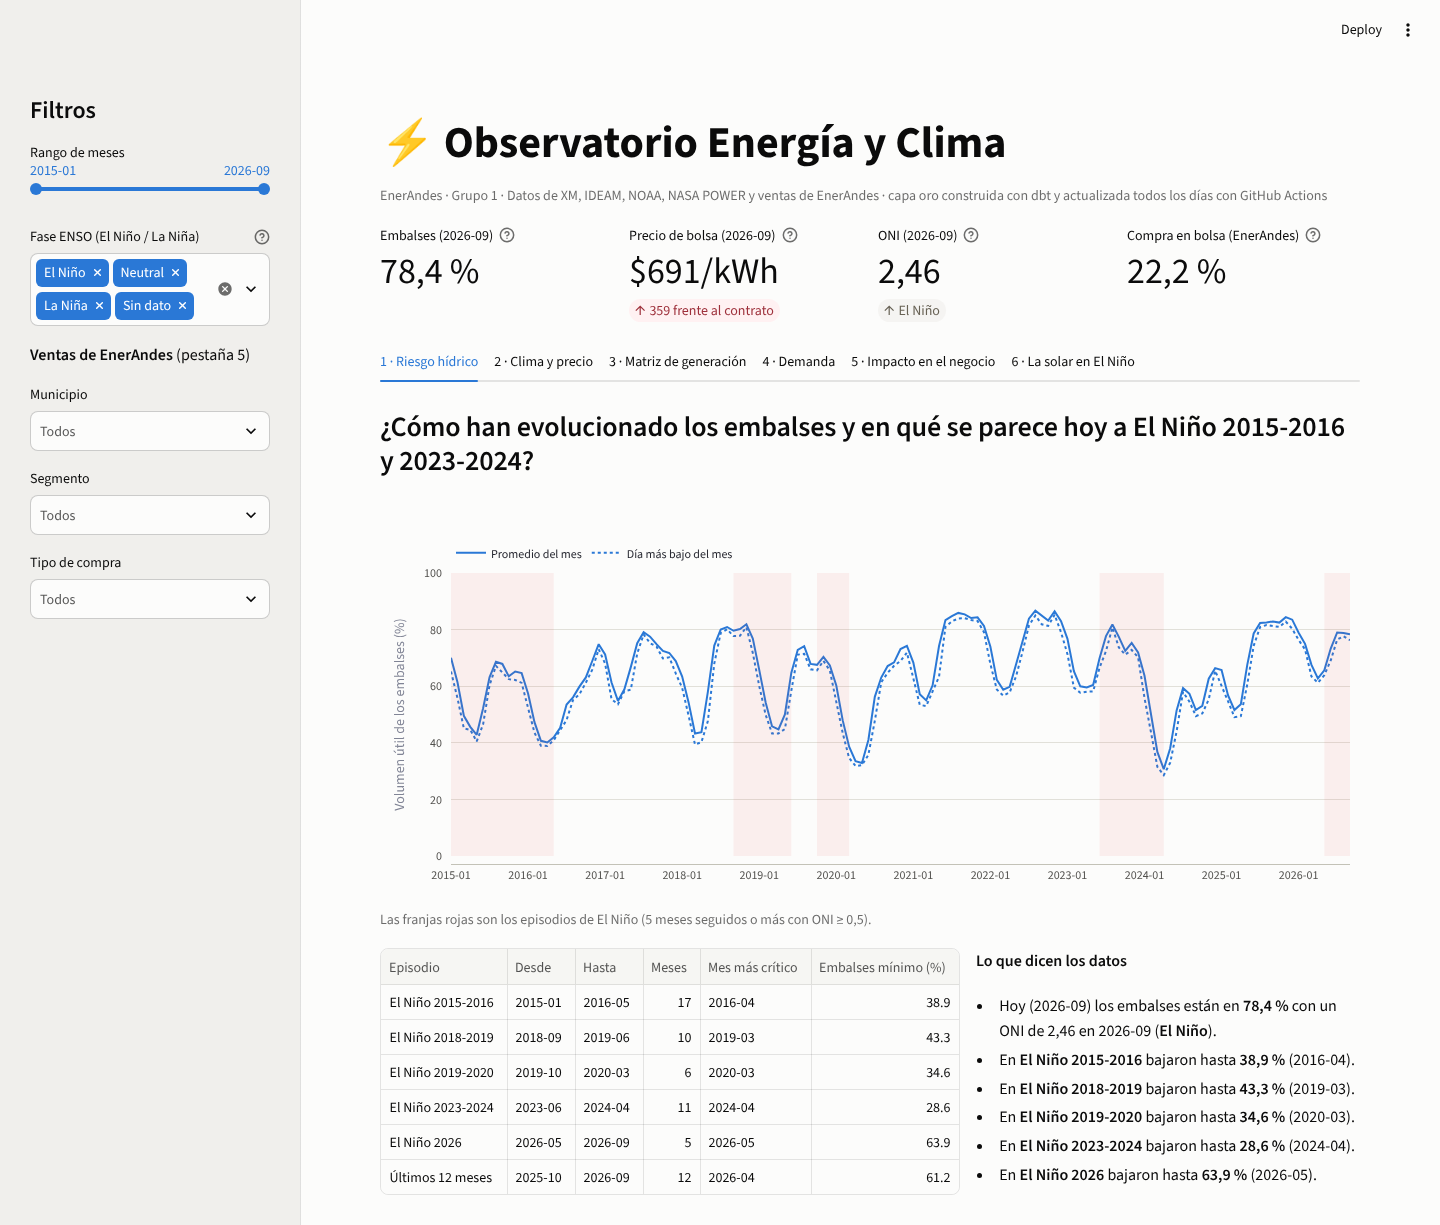 Deploy
Filtros
Rango de meses
2015-01 2026-09
Fase ENSO (El Niño / La Niña)
El Niño Neutral
La Niña Sin dato
Ventas de EnerAndes (pestaña 5)
Municipio
Todos
Segmento
Todos
Tipo de compra
Todos
⚡ Observatorio Energía y Clima
EnerAndes · Grupo 1 · Datos de XM, IDEAM, NOAA, NASA POWER y ventas de EnerAndes · capa oro construida con dbt y actualizada todos los días con GitHub Actions
Embalses (2026-09)
78,4 %
Precio de bolsa (2026-09)
$691/kWh
↑ 359 frente al contrato
ONI (2026-09)
2,46
↑ El Niño
Compra en bolsa (EnerAndes)
22,2 %
1 · Riesgo hídrico 2 · Clima y precio 3 · Matriz de generación 4 · Demanda 5 · Impacto en el negocio 6 · La solar en El Niño
¿Cómo han evolucionado los embalses y en qué se parece hoy a El Niño 2015-2016
y 2023-2024?
Promedio del mes Día más bajo del mes
Volumen útil de los embalses (%)
100
80
60
40
20
0
2015-01 2016-01 2017-01 2018-01 2019-01 2020-01 2021-01 2022-01 2023-01 2024-01 2025-01 2026-01
Las franjas rojas son los episodios de El Niño (5 meses seguidos o más con ONI ≥ 0,5).
Episodio Desde Hasta Meses Mes más crítico Embalses mínimo (%)
El Niño 2015-2016 2015-01 2016-05 17 2016-04 38.9
El Niño 2018-2019 2018-09 2019-06 10 2019-03 43.3
El Niño 2019-2020 2019-10 2020-03 6 2020-03 34.6
El Niño 2023-2024 2023-06 2024-04 11 2024-04 28.6
El Niño 2026 2026-05 2026-09 5 2026-05 63.9
Últimos 12 meses 2025-10 2026-09 12 2026-04 61.2
Lo que dicen los datos
• Hoy (2026-09) los embalses están en 78,4 % con un
ONI de 2,46 en 2026-09 (El Niño).
• En El Niño 2015-2016 bajaron hasta 38,9 % (2016-04).
• En El Niño 2018-2019 bajaron hasta 43,3 % (2019-03).
• En El Niño 2019-2020 bajaron hasta 34,6 % (2020-03).
• En El Niño 2023-2024 bajaron hasta 28,6 % (2024-04).
• En El Niño 2026 bajaron hasta 63,9 % (2026-05).